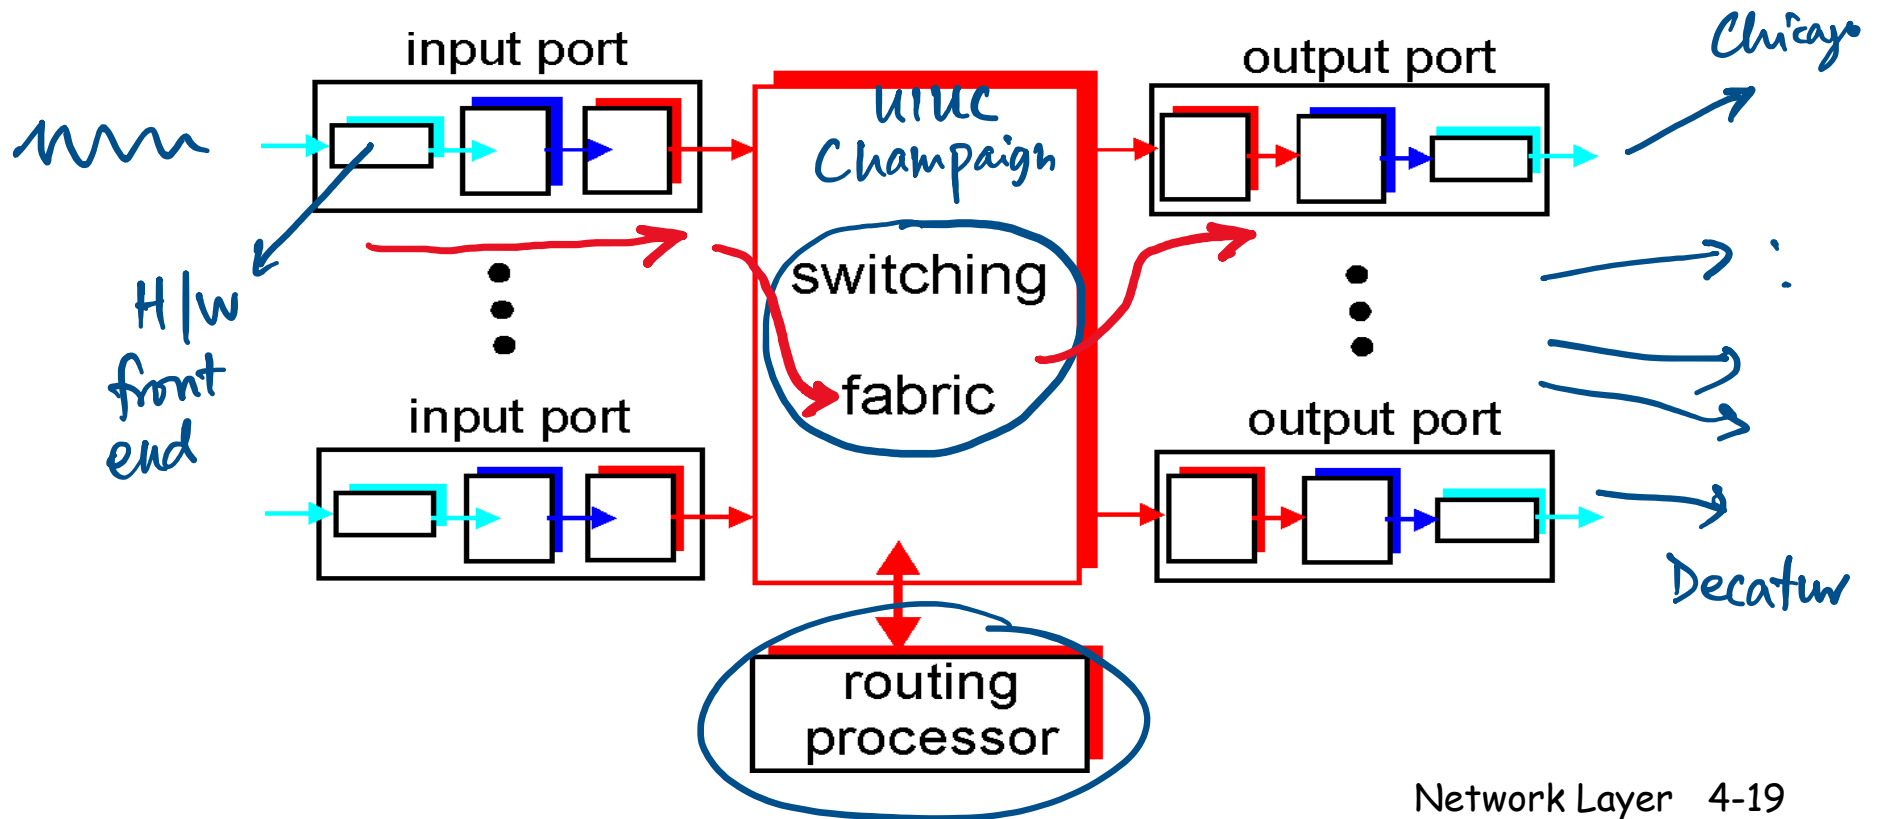 input port
output port
Chicago
UIUC
Champaign
H/W
front
end
switching
fabric
input port
output port
Decatur
routing
processor
Network Layer 4-19